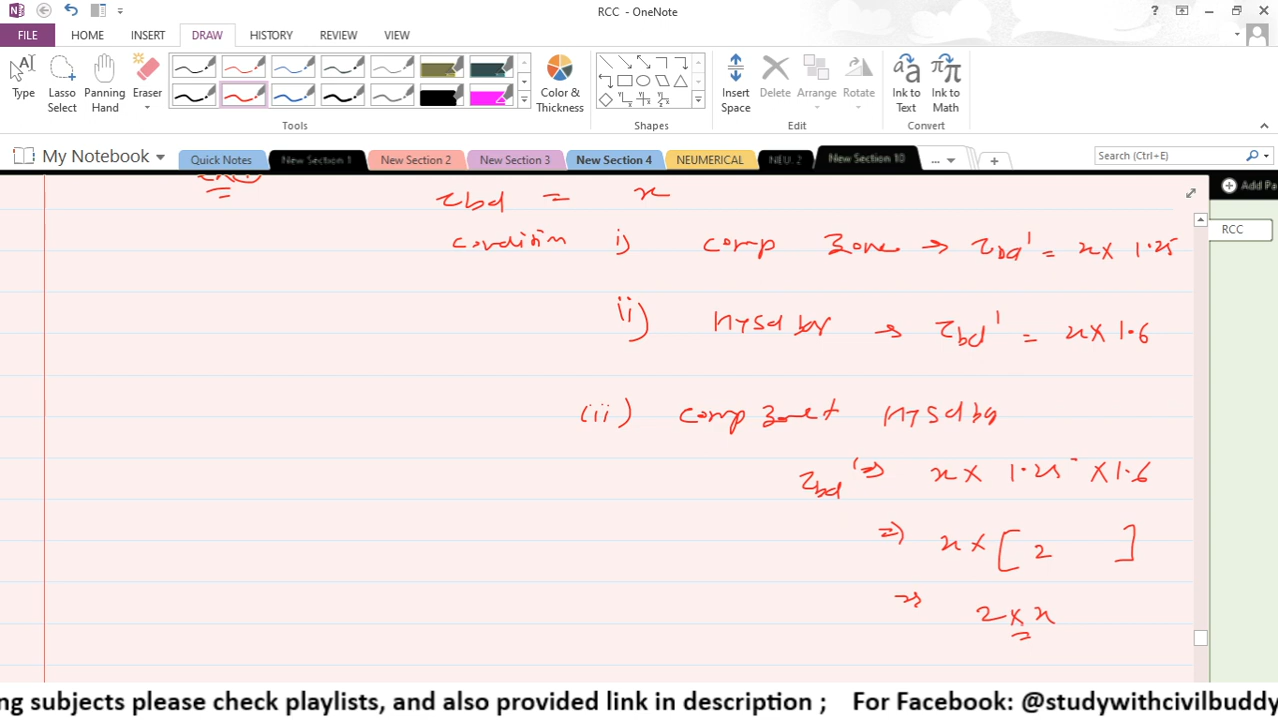 RCC - OneNote
FILE HOME INSERT DRAW HISTORY REVIEW VIEW
Type Lasso Select Panning Hand Eraser Color & Thickness Insert Space Delete Arrange Rotate Ink to Text Ink to Math
Tools Shapes Edit Convert
My Notebook Quick Notes New Section 1 New Section 2 New Section 3 New Section 4 NEUMERICAL NEU. 2 New Section 10 ... + Search (Ctrl+E)
Add Pa
RCC
τbd = x
condition i) comp zone → τbd' = x × 1.25
ii) HYSD bar → τbd' = x × 1.6
(iii) comp zone + HYSD bar
τbd' ⇒ x × 1.25 × 1.6
⇒ x × [ 2 ]
⇒ 2 × x
ng subjects please check playlists, and also provided link in description ; For Facebook: @studywithcivilbuddy